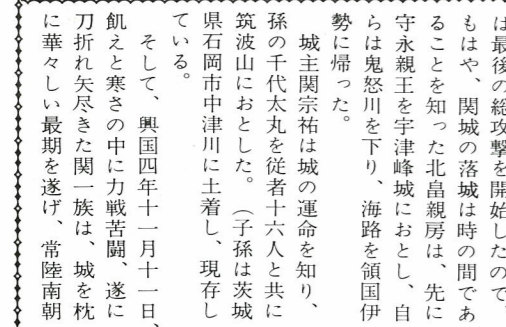 は最後の総攻撃を開始したので、
もはや、関城の落城は時の間であ
ることを知った北畠親房は、先に
守永親王を宇津峰城におとし、自
らは鬼怒川を下り、海路を領国伊
勢に帰った。
城主関宗祐は城の運命を知り、
孫の千代太丸を従者十六人と共に
筑波山におとした。（子孫は茨城
県石岡市中津川に土着し、現存し
ている。
そして、興国四年十一月十一日、
飢えと寒さの中に力戦苦闘、遂に
刀折れ矢尽きた関一族は、城を枕
に華々しい最期を遂げ、常陸南朝